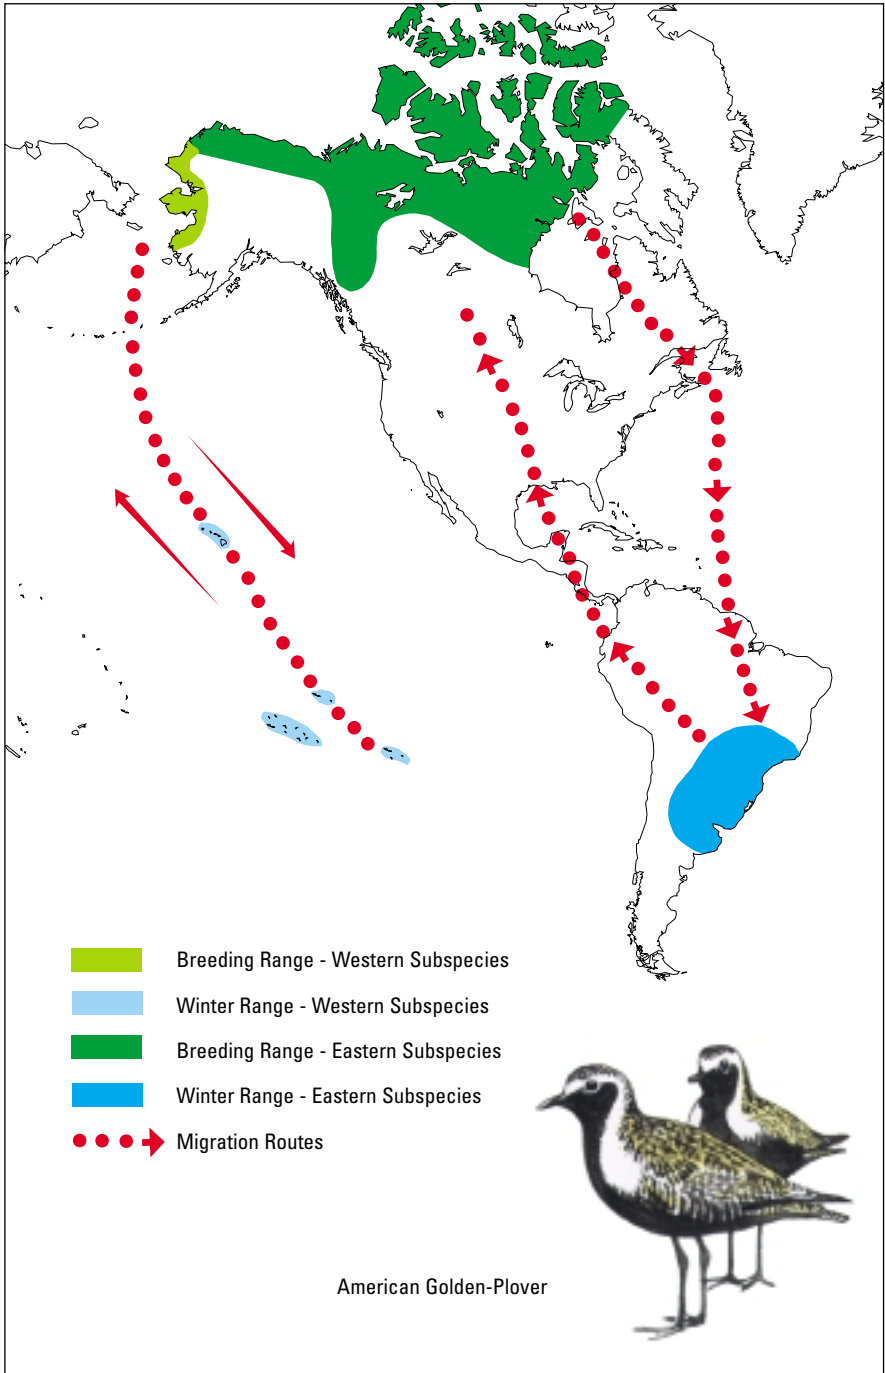 Breeding Range - Western Subspecies
Winter Range - Western Subspecies
Breeding Range - Eastern Subspecies
Winter Range - Eastern Subspecies
Migration Routes
American Golden-Plover